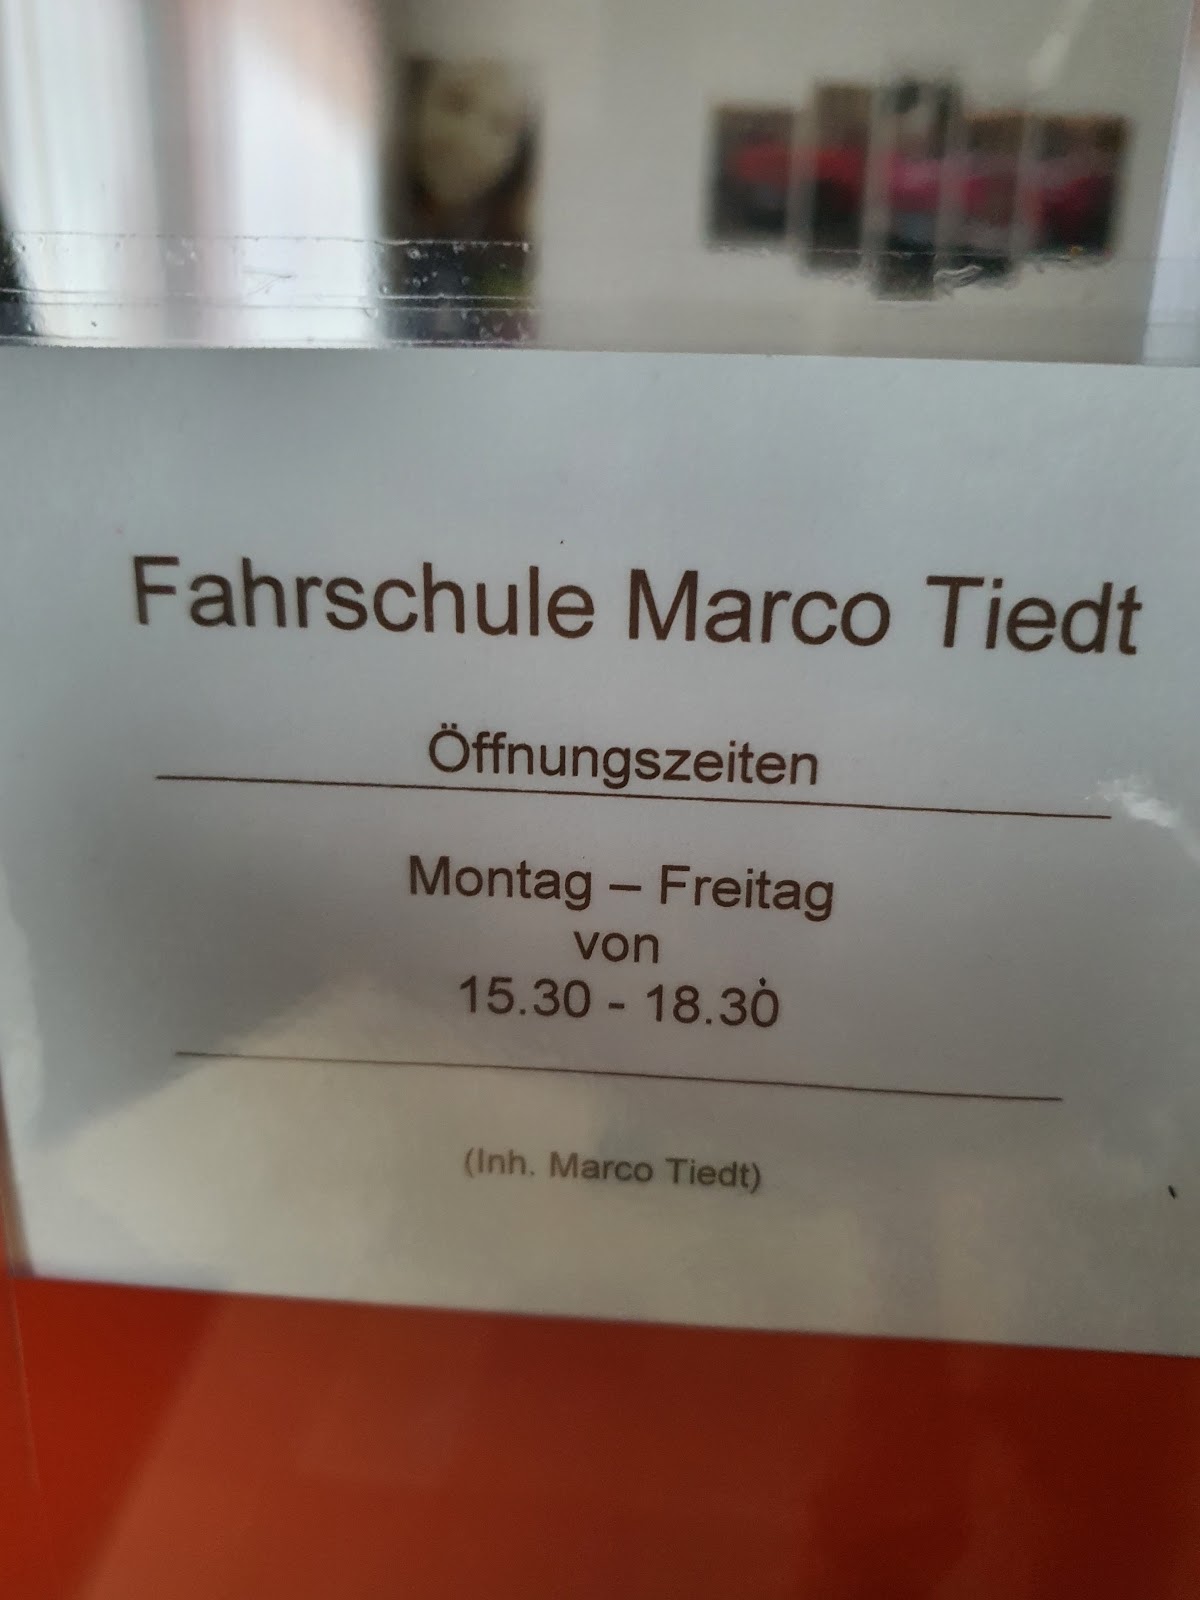 Fahrschule Marco Tiedt
Öffnungszeiten
Montag – Freitag
von
15.30 - 18.30
(Inh. Marco Tiedt)